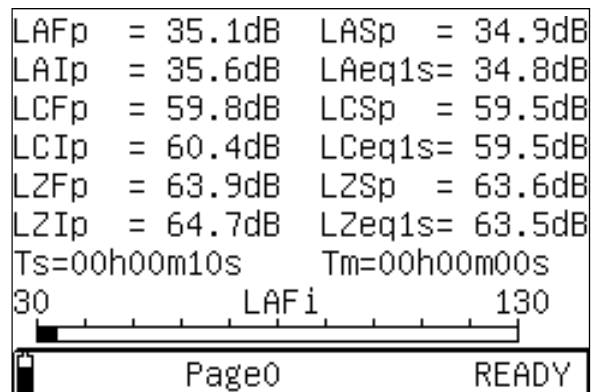 LAFp = 35.1dB LASp = 34.9dB
LAIp = 35.6dB LAeq1s= 34.8dB
LCFp = 59.8dB LCSp = 59.5dB
LCIp = 60.4dB LCeq1s= 59.5dB
LZFp = 63.9dB LZSp = 63.6dB
LZIp = 64.7dB LZeq1s= 63.5dB
Ts=00h00m10s Tm=00h00m00s
30 LAFi 130
Page0 READY